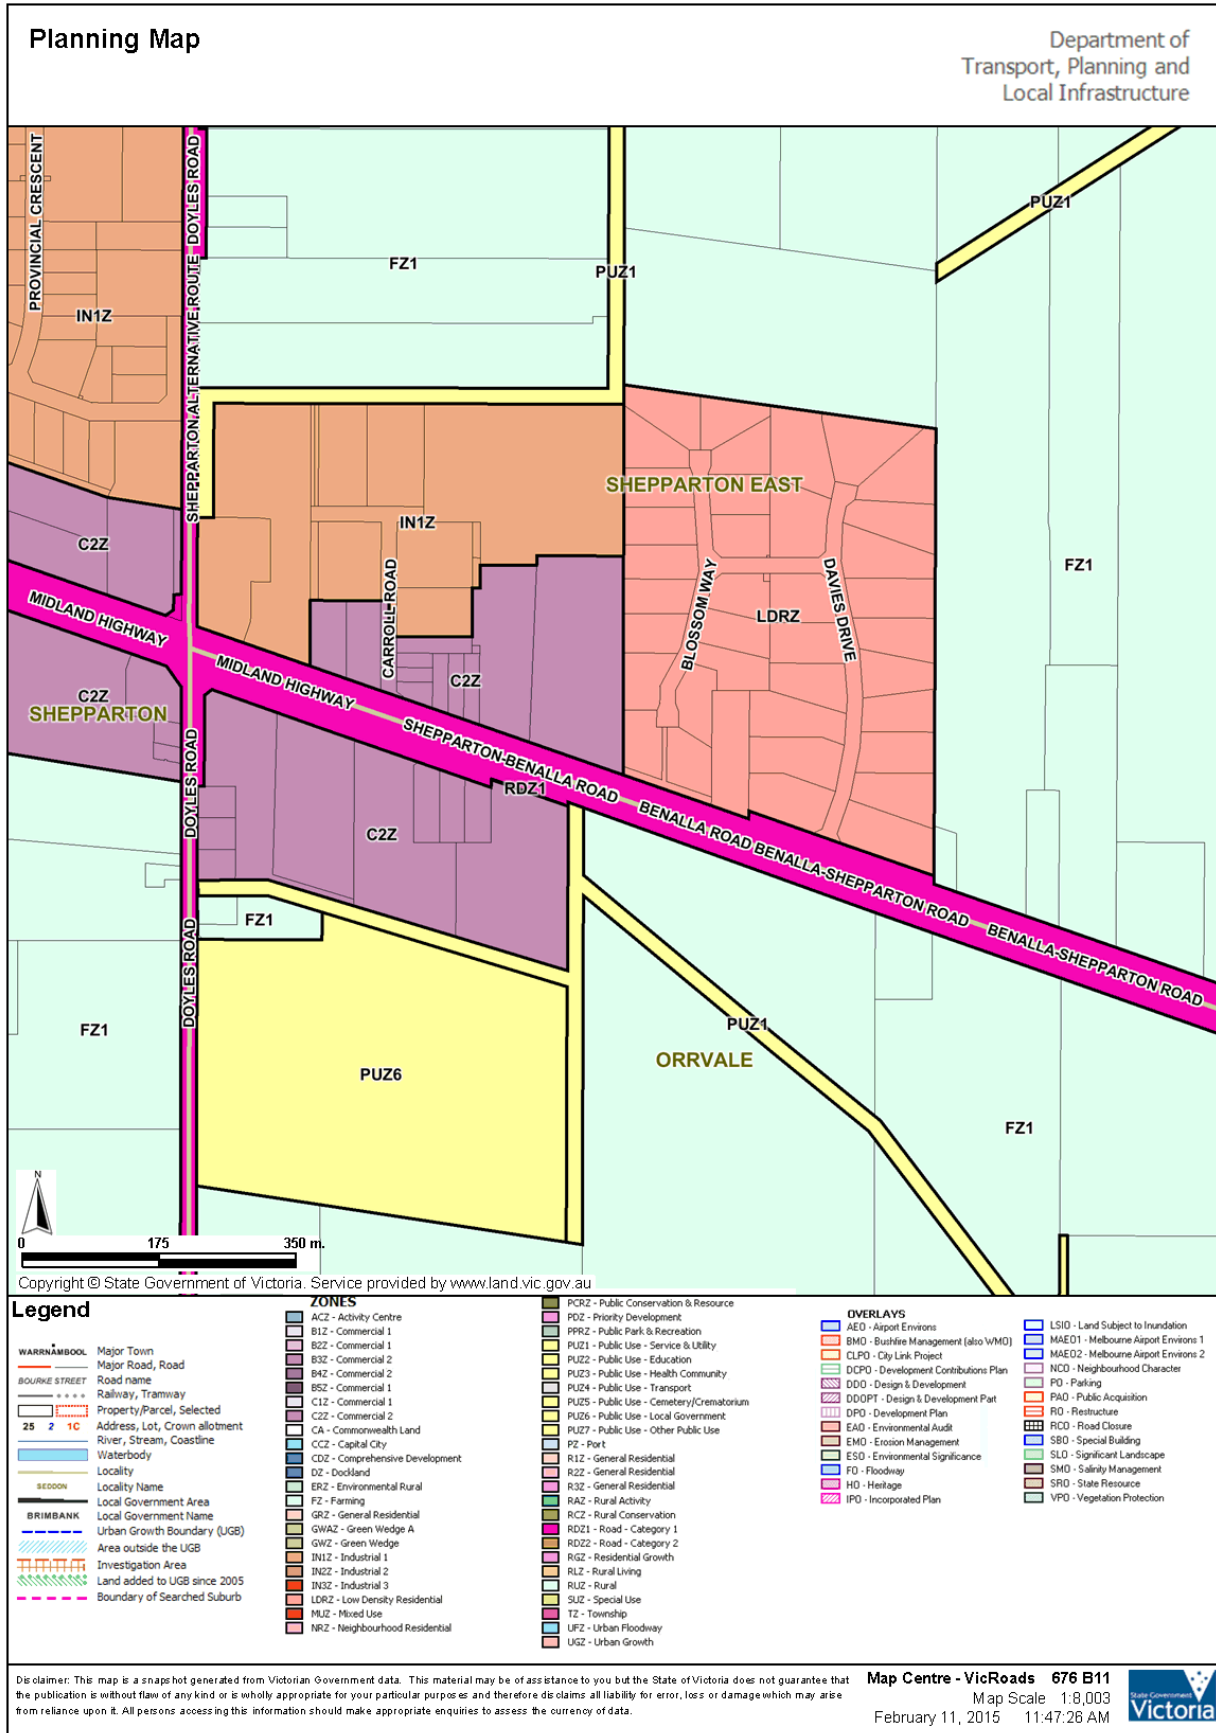 Planning Map
Department of
Transport, Planning and
Local Infrastructure
PROVINCIAL CRESCENT
DOYLES ROAD
SHEPPARTON ALTERNATIVE ROUTE
IN1Z
FZ1
PUZ1
PUZ1
SHEPPARTON EAST
C2Z
IN1Z
FZ1
CARROLL ROAD
BLOSSOM WAY
DAVIES DRIVE
LDRZ
MIDLAND HIGHWAY
MIDLAND HIGHWAY
C2Z
C2Z
SHEPPARTON
SHEPPARTON-BENALLA ROAD
RDZ1
BENALLA ROAD
BENALLA-SHEPPARTON ROAD
BENALLA-SHEPPARTON ROAD
DOYLES ROAD
C2Z
FZ1
DOYLES ROAD
FZ1
PUZ1
ORRVALE
PUZ6
FZ1
N
0 175 350 m.
Copyright © State Government of Victoria. Service provided by www.land.vic.gov.au
Legend
WARRNAMBOOL Major Town
Major Road, Road
BOURKE STREET Road name
Railway, Tramway
Property/Parcel, Selected
25 2 1C Address, Lot, Crown allotment
River, Stream, Coastline
Waterbody
Locality
SEDDON Locality Name
Local Government Area
BRIMBANK Local Government Name
Urban Growth Boundary (UGB)
Area outside the UGB
Investigation Area
Land added to UGB since 2005
Boundary of Searched Suburb
ZONES
ACZ - Activity Centre
B1Z - Commercial 1
B2Z - Commercial 1
B3Z - Commercial 2
B4Z - Commercial 2
B5Z - Commercial 1
C1Z - Commercial 1
C2Z - Commercial 2
CA - Commonwealth Land
CCZ - Capital City
CDZ - Comprehensive Development
DZ - Dockland
ERZ - Environmental Rural
FZ - Farming
GRZ - General Residential
GWAZ - Green Wedge A
GWZ - Green Wedge
IN1Z - Industrial 1
IN2Z - Industrial 2
IN3Z - Industrial 3
LDRZ - Low Density Residential
MUZ - Mixed Use
NRZ - Neighbourhood Residential
PCRZ - Public Conservation & Resource
PDZ - Priority Development
PPRZ - Public Park & Recreation
PUZ1 - Public Use - Service & Utility
PUZ2 - Public Use - Education
PUZ3 - Public Use - Health Community
PUZ4 - Public Use - Transport
PUZ5 - Public Use - Cemetery/Crematorium
PUZ6 - Public Use - Local Government
PUZ7 - Public Use - Other Public Use
PZ - Port
R1Z - General Residential
R2Z - General Residential
R3Z - General Residential
RAZ - Rural Activity
RCZ - Rural Conservation
RDZ1 - Road - Category 1
RDZ2 - Road - Category 2
RGZ - Residential Growth
RLZ - Rural Living
RUZ - Rural
SUZ - Special Use
TZ - Township
UFZ - Urban Floodway
UGZ - Urban Growth
OVERLAYS
AEO - Airport Environs
BMO - Bushfire Management (also WMO)
CLPO - City Link Project
DCPO - Development Contributions Plan
DDO - Design & Development
DDOPT - Design & Development Part
DPO - Development Plan
EAO - Environmental Audit
EMO - Erosion Management
ESO - Environmental Significance
FO - Floodway
HO - Heritage
IPO - Incorporated Plan
LSIO - Land Subject to Inundation
MAEO1 - Melbourne Airport Environs 1
MAEO2 - Melbourne Airport Environs 2
NCO - Neighbourhood Character
PO - Parking
PAO - Public Acquisition
RO - Restructure
RCO - Road Closure
SBO - Special Building
SLO - Significant Landscape
SMO - Salinity Management
SRO - State Resource
VPO - Vegetation Protection
Disclaimer: This map is a snapshot generated from Victorian Government data. This material may be of assistance to you but the State of Victoria does not guarantee that
the publication is without flaw of any kind or is wholly appropriate for your particular purposes and therefore disclaims all liability for error, loss or damage which may arise
from reliance upon it. All persons accessing this information should make appropriate enquiries to assess the currency of data.
Map Centre - VicRoads 676 B11
Map Scale 1:8,003
February 11, 2015 11:47:26 AM
State Government
Victoria